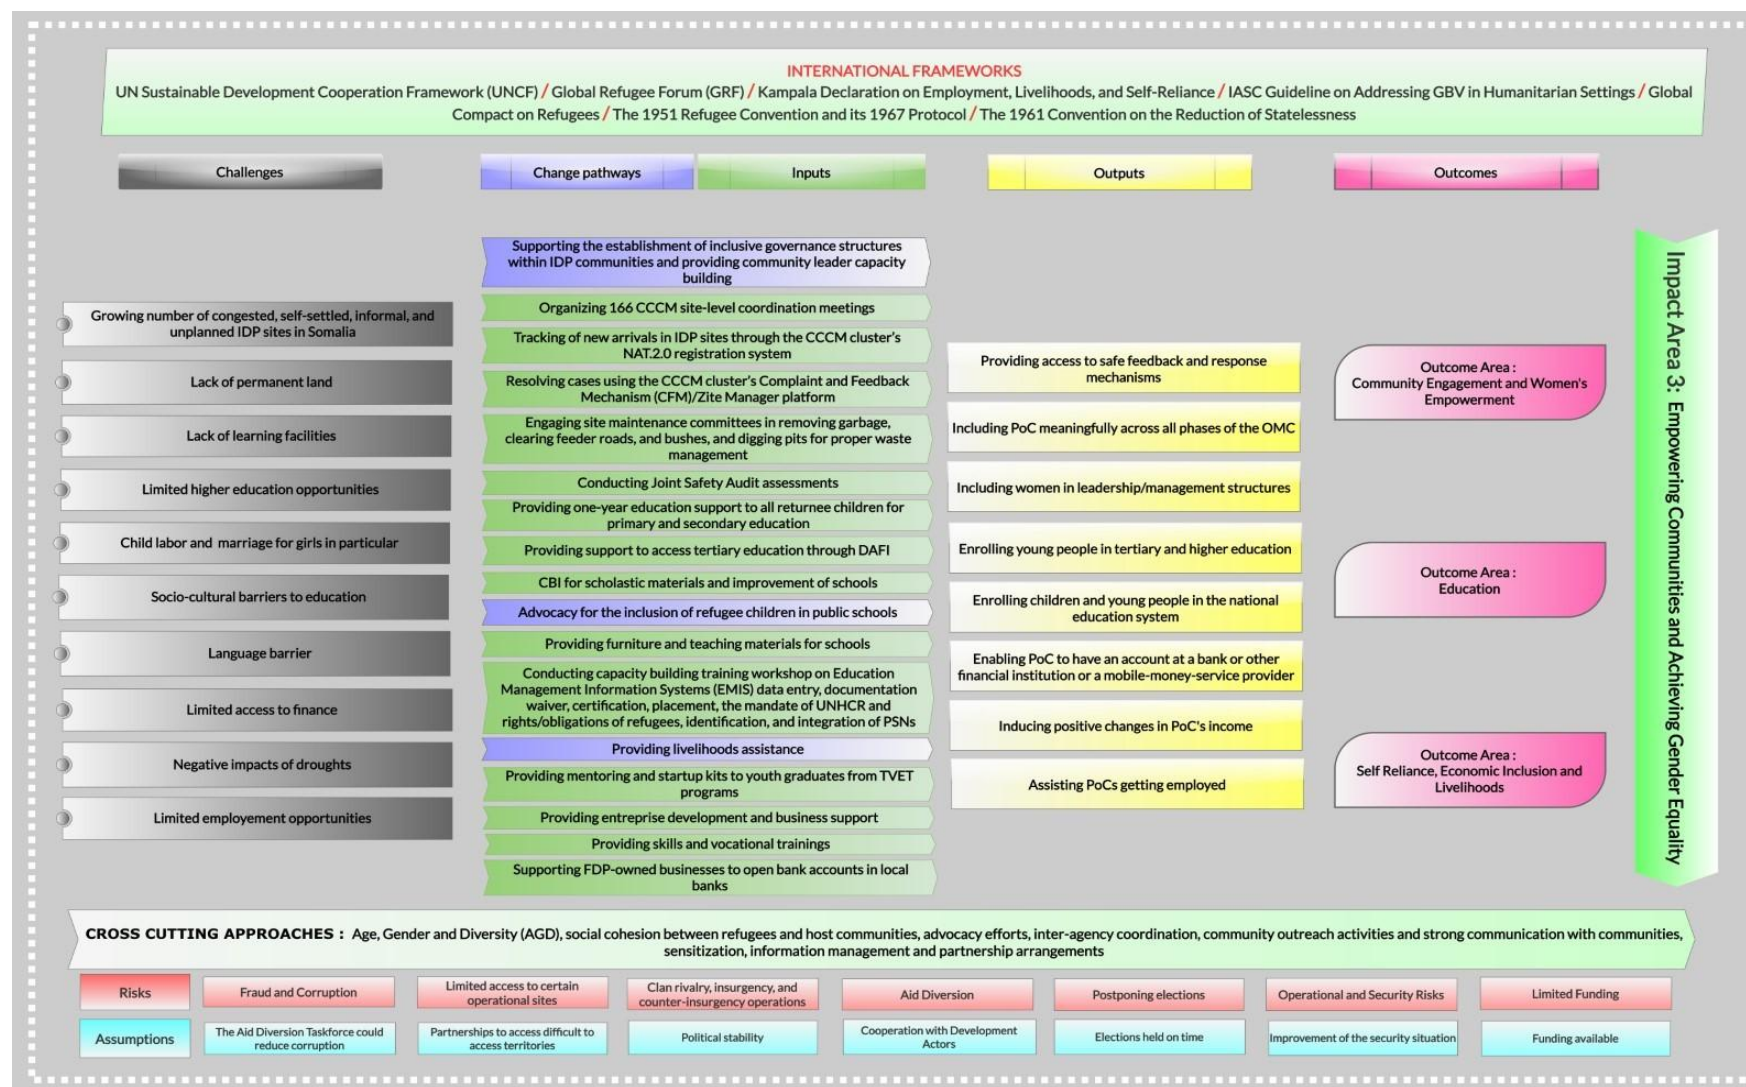 INTERNATIONAL FRAMEWORKS
UN Sustainable Development Cooperation Framework (UNCF) / Global Refugee Forum (GRF) / Kampala Declaration on Employment, Livelihoods, and Self-Reliance / IASC Guideline on Addressing GBV in Humanitarian Settings / Global
Compact on Refugees / The 1951 Refugee Convention and its 1967 Protocol / The 1961 Convention on the Reduction of Statelessness
Challenges
Change pathways
Inputs
Outputs
Outcomes
Growing number of congested, self-settled, informal, and
unplanned IDP sites in Somalia
Lack of permanent land
Lack of learning facilities
Limited higher education opportunities
Child labor and marriage for girls in particular
Socio-cultural barriers to education
Language barrier
Limited access to finance
Negative impacts of droughts
Limited employement opportunities
Supporting the establishment of inclusive governance structures
within IDP communities and providing community leader capacity
building
Organizing 166 CCCM site-level coordination meetings
Tracking of new arrivals in IDP sites through the CCCM cluster's
NAT.2.0 registration system
Resolving cases using the CCCM cluster's Complaint and Feedback
Mechanism (CFM)/Zite Manager platform
Engaging site maintenance committees in removing garbage,
clearing feeder roads, and bushes, and digging pits for proper waste
management
Conducting Joint Safety Audit assessments
Providing one-year education support to all returnee children for
primary and secondary education
Providing support to access tertiary education through DAFI
CBI for scholastic materials and improvement of schools
Advocacy for the inclusion of refugee children in public schools
Providing furniture and teaching materials for schools
Conducting capacity building training workshop on Education
Management Information Systems (EMIS) data entry, documentation
waiver, certification, placement, the mandate of UNHCR and
rights/obligations of refugees, identification, and integration of PSNs
Providing livelihoods assistance
Providing mentoring and startup kits to youth graduates from TVET
programs
Providing entreprise development and business support
Providing skills and vocational trainings
Supporting FDP-owned businesses to open bank accounts in local
banks
Providing access to safe feedback and response
mechanisms
Including PoC meaningfully across all phases of the OMC
Including women in leadership/management structures
Enrolling young people in tertiary and higher education
Enrolling children and young people in the national
education system
Enabling PoC to have an account at a bank or other
financial institution or a mobile-money-service provider
Inducing positive changes in PoC's income
Assisting PoCs getting employed
Outcome Area :
Community Engagement and Women's
Empowerment
Outcome Area :
Education
Outcome Area :
Self Reliance, Economic Inclusion and
Livelihoods
Impact Area 3: Empowering Communities and Achieving Gender Equality
CROSS CUTTING APPROACHES : Age, Gender and Diversity (AGD), social cohesion between refugees and host communities, advocacy efforts, inter-agency coordination, community outreach activities and strong communication with communities,
sensitization, information management and partnership arrangements
Risks
Fraud and Corruption
Limited access to certain
operational sites
Clan rivalry, insurgency, and
counter-insurgency operations
Aid Diversion
Postponing elections
Operational and Security Risks
Limited Funding
Assumptions
The Aid Diversion Taskforce could
reduce corruption
Partnerships to access difficult to
access territories
Political stability
Cooperation with Development
Actors
Elections held on time
Improvement of the security situation
Funding available